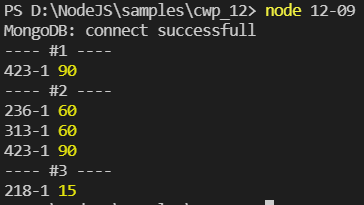 PS D:\NodeJS\samples\cwp_12> node 12-09
MongoDB: connect successfull
---- #1 ----
423-1 90
---- #2 ----
236-1 60
313-1 60
423-1 90
---- #3 ----
218-1 15